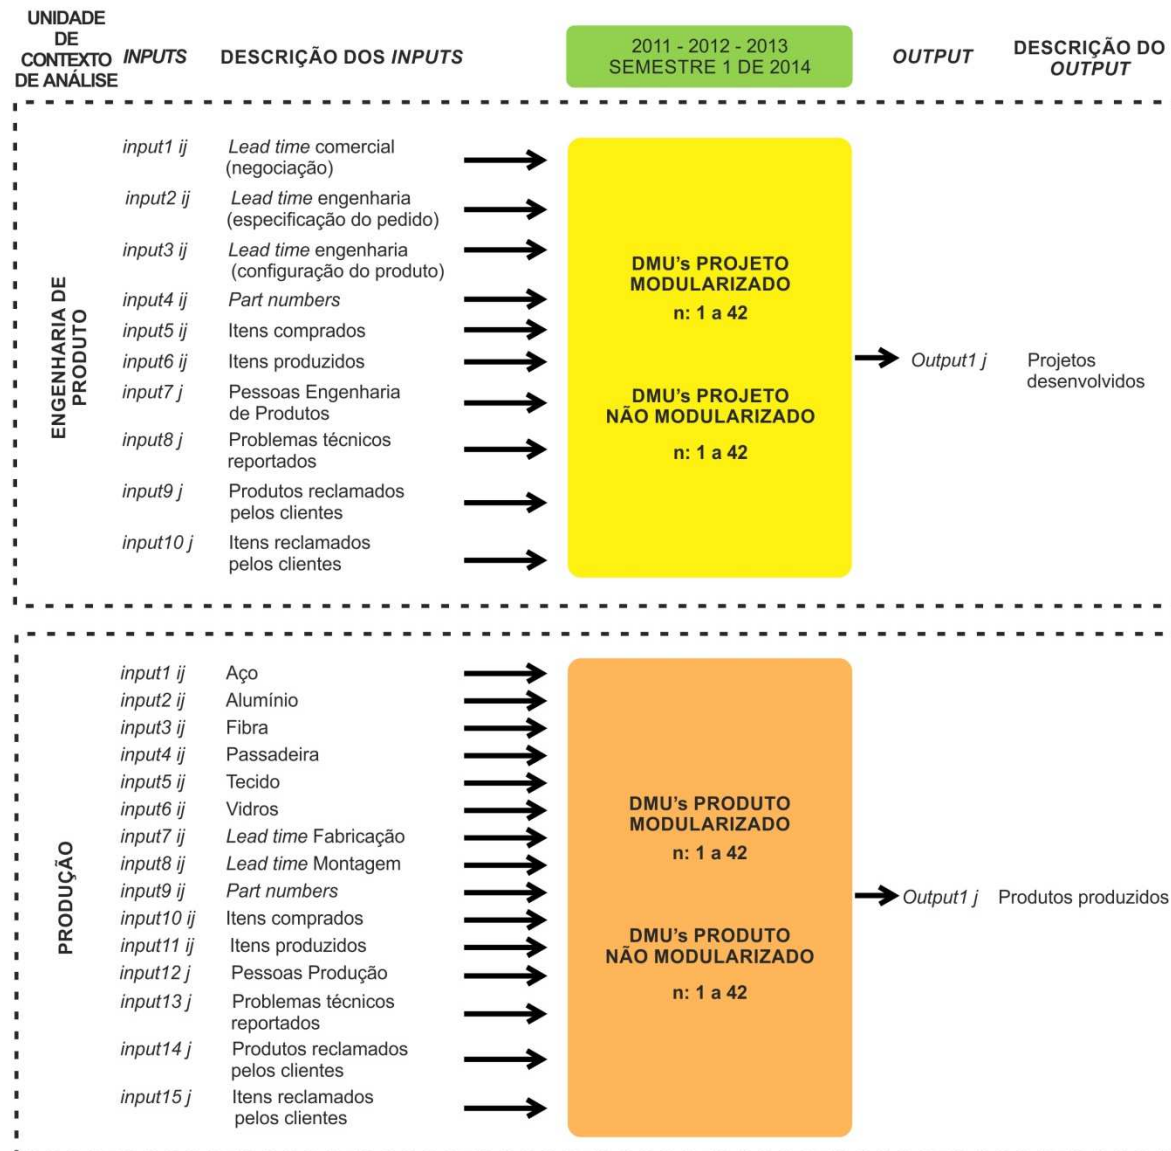 UNIDADE
DE
CONTEXTO
DE ANÁLISE
INPUTS
DESCRIÇÃO DOS INPUTS
2011 - 2012 - 2013
SEMESTRE 1 DE 2014
OUTPUT
DESCRIÇÃO DO
OUTPUT
ENGENHARIA DE
PRODUTO
input1 ij Lead time comercial
(negociação)
input2 ij Lead time engenharia
(especificação do pedido)
input3 ij Lead time engenharia
(configuração do produto)
input4 ij Part numbers
input5 ij Itens comprados
input6 ij Itens produzidos
input7 j Pessoas Engenharia
de Produtos
input8 j Problemas técnicos
reportados
input9 j Produtos reclamados
pelos clientes
input10 j Itens reclamados
pelos clientes
DMU's PROJETO
MODULARIZADO
n: 1 a 42
DMU's PROJETO
NÃO MODULARIZADO
n: 1 a 42
Output1 j Projetos
desenvolvidos
PRODUÇÃO
input1 ij Aço
input2 ij Alumínio
input3 ij Fibra
input4 ij Passadeira
input5 ij Tecido
input6 ij Vidros
input7 ij Lead time Fabricação
input8 ij Lead time Montagem
input9 ij Part numbers
input10 ij Itens comprados
input11 ij Itens produzidos
input12 j Pessoas Produção
input13 j Problemas técnicos
reportados
input14 j Produtos reclamados
pelos clientes
input15 j Itens reclamados
pelos clientes
DMU's PRODUTO
MODULARIZADO
n: 1 a 42
DMU's PRODUTO
NÃO MODULARIZADO
n: 1 a 42
Output1 j Produtos produzidos